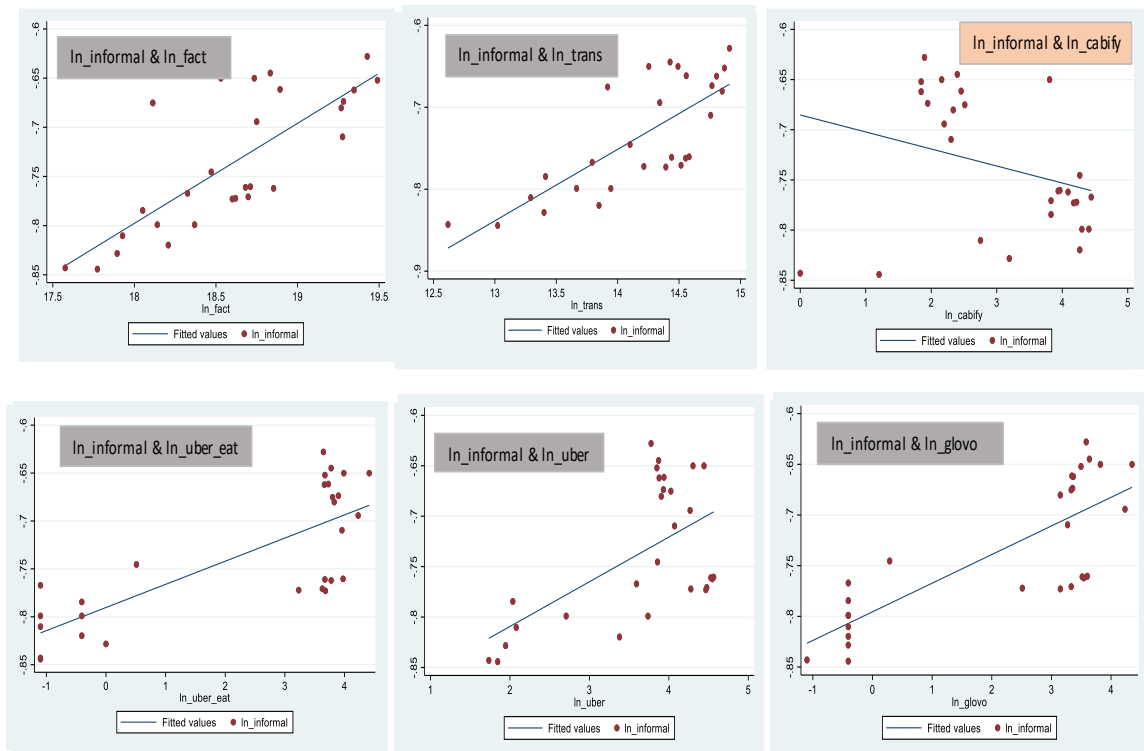 ln_informal & ln_fact
-.6
-.65
-.7
-.75
-.8
-.85
17.5 18 18.5 19 19.5
ln_fact
Fitted values ln_informal
ln_informal & ln_trans
-.6
-.7
-.8
-.9
12.5 13 13.5 14 14.5 15
ln_trans
Fitted values ln_informal
ln_informal & ln_cabify
-.6
-.65
-.7
-.75
-.8
-.85
0 1 2 3 4 5
ln_cabify
Fitted values ln_informal
ln_informal & ln_uber_eat
-.6
-.65
-.7
-.75
-.8
-.85
-1 0 1 2 3 4
ln_uber_eat
Fitted values ln_informal
ln_informal & ln_uber
-.6
-.65
-.7
-.75
-.8
-.85
1 2 3 4 5
ln_uber
Fitted values ln_informal
ln_informal & ln_glovo
-.6
-.65
-.7
-.75
-.8
-.85
-1 0 1 2 3 4
ln_glovo
Fitted values ln_informal